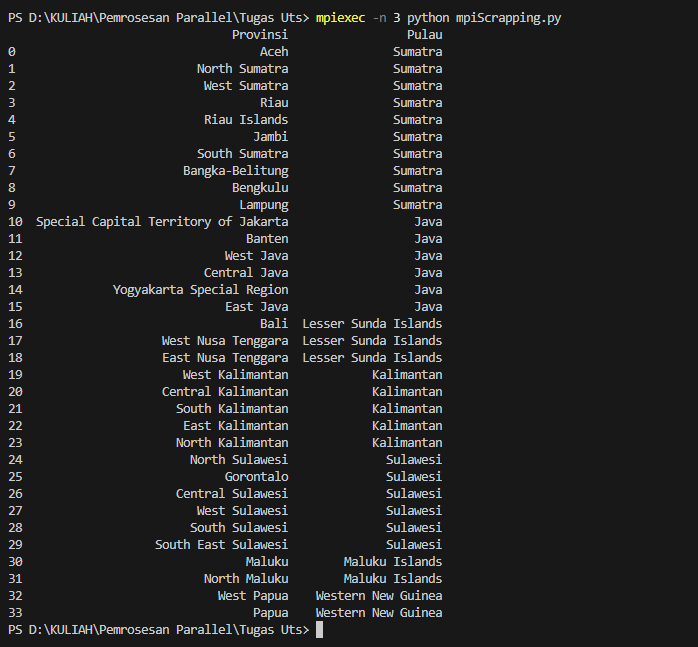 PS D:\KULIAH\Pemrosesan Parallel\Tugas Uts> mpiexec -n 3 python mpiScrapping.py
Provinsi Pulau
0 Aceh Sumatra
1 North Sumatra Sumatra
2 West Sumatra Sumatra
3 Riau Sumatra
4 Riau Islands Sumatra
5 Jambi Sumatra
6 South Sumatra Sumatra
7 Bangka-Belitung Sumatra
8 Bengkulu Sumatra
9 Lampung Sumatra
10 Special Capital Territory of Jakarta Java
11 Banten Java
12 West Java Java
13 Central Java Java
14 Yogyakarta Special Region Java
15 East Java Java
16 Bali Lesser Sunda Islands
17 West Nusa Tenggara Lesser Sunda Islands
18 East Nusa Tenggara Lesser Sunda Islands
19 West Kalimantan Kalimantan
20 Central Kalimantan Kalimantan
21 South Kalimantan Kalimantan
22 East Kalimantan Kalimantan
23 North Kalimantan Kalimantan
24 North Sulawesi Sulawesi
25 Gorontalo Sulawesi
26 Central Sulawesi Sulawesi
27 West Sulawesi Sulawesi
28 South Sulawesi Sulawesi
29 South East Sulawesi Sulawesi
30 Maluku Maluku Islands
31 North Maluku Maluku Islands
32 West Papua Western New Guinea
33 Papua Western New Guinea
PS D:\KULIAH\Pemrosesan Parallel\Tugas Uts>